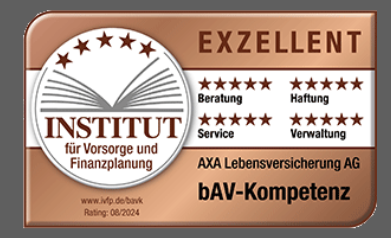 EXZELLENT
INSTITUT
für Vorsorge und
Finanzplanung
www.ivfp.de/bavk
Rating: 08/2024
Beratung
Haftung
Service
Verwaltung
AXA Lebensversicherung AG
bAV-Kompetenz